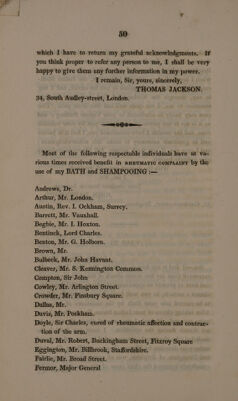 50
which I have to return my grateful acknowledgments. If
you think proper to refer any person to me, I shall be very
happy to give them any further information in my power.
I remain, Sir, yours, sincerely,
THOMAS JACKSON.
34, South Audley-street, London.
Most of the following respectable individuals have at va-
rious times received benefit in RHEUMATIC COMPLAINT by the
use of my BATH and SHAMPOOING :—
Andrews, Dr.
Arthur, Mr. London.
Austin, Rev. I. Ockham, Surrey.
Barrett, Mr. Vauxhall.
Begbie, Mr. I. Hoxton.
Bentinck, Lord Charles.
Benton, Mr. G. Holborn.
Brown, Mr.
Bulbeck, Mr. John Havant.
Cleaver, Mr. S. Kennington Common.
Compton, Sir John
Cowley, Mr. Arlington Street.
Crowder, Mr. Finsbury Square.
Dallas, Mr.
Davis, Mr. Peckham.
Doyle, Sir Charles, cured of rheumatic affection and contrac-
tion of the arm.
Duval, Mr. Robert, Buckingham Street, Fitzroy Square
Eggington, Mr. Billbrook, Staffordshire.
Fairlie, Mr. Broad Street.
Fermor, Major General